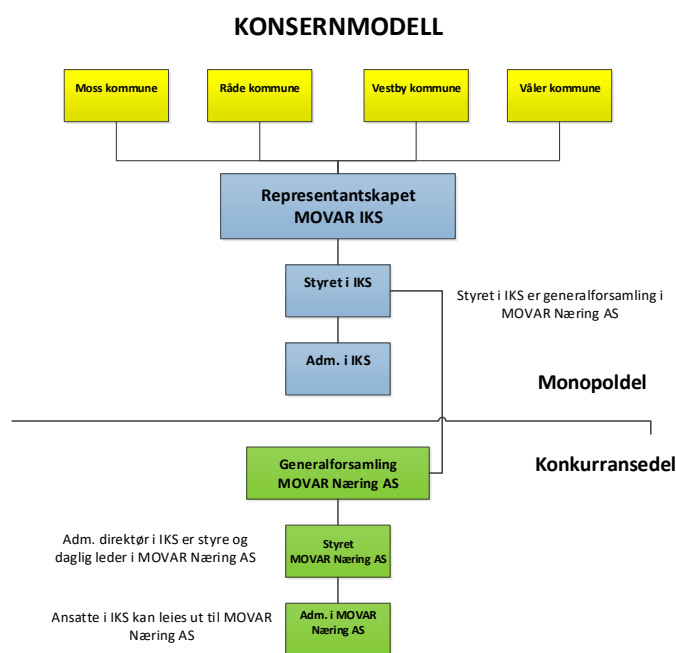 KONSERNMODELL
Moss kommune
Råde kommune
Vestby kommune
Våler kommune
Representantskapet
MOVAR IKS
Styret i IKS
Styret i IKS er generalforsamling i
MOVAR Næring AS
Adm. i IKS
Monopoldel
Konkurransedel
Generalforsamling
MOVAR Næring AS
Adm. direktør i IKS er styre og
daglig leder i MOVAR Næring AS
Styret
MOVAR Næring AS
Ansatte i IKS kan leies ut til MOVAR
Næring AS
Adm. i MOVAR
Næring AS